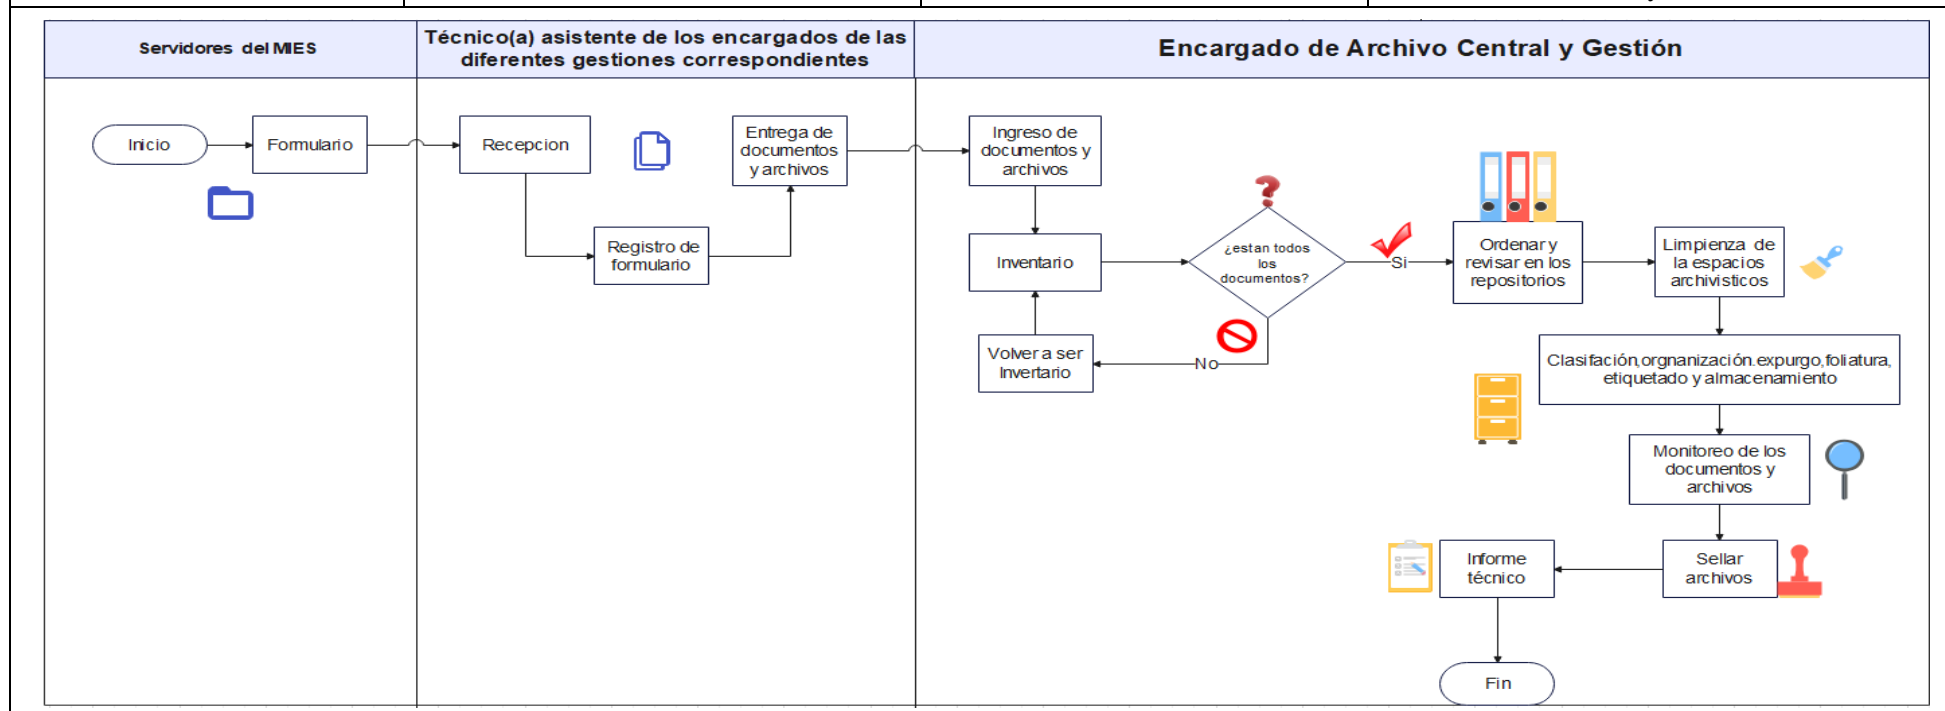 Servidores del MIES
Técnico(a) asistente de los encargados de las
diferentes gestiones correspondientes
Encargado de Archivo Central y Gestión
Inicio
Formulario
Recepcion
Registro de
formulario
Entrega de
documentos
y archivos
Ingreso de
documentos y
archivos
Inventario
¿estan todos
los
documentos?
Si
No
Volver a ser
Invertario
Ordenar y
revisar en los
repositorios
Limpienza de
la espacios
archivisticos
Clasifación,orgnanización.expurgo,foliatura,
etiquetado y almacenamiento
Monitoreo de los
documentos y
archivos
Sellar
archivos
Informe
técnico
Fin